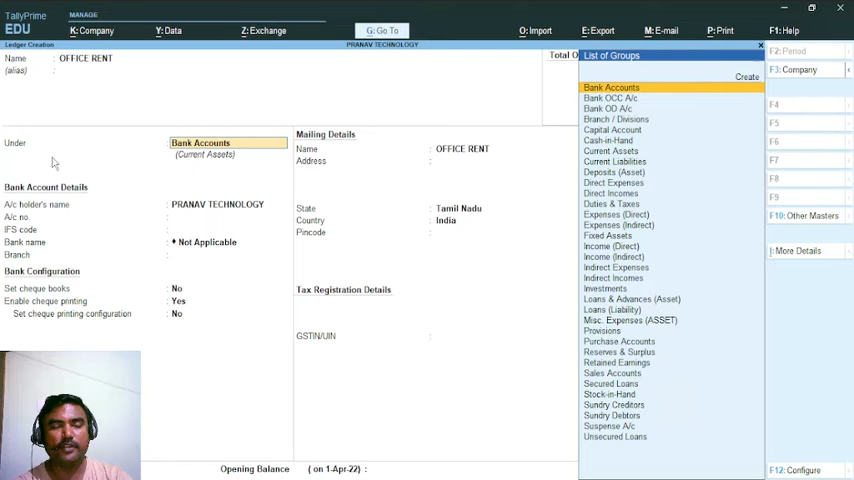 TallyPrime
MANAGE
EDU
K: Company
Y: Data
Z: Exchange
G: Go To
O: Import
E: Export
M: E-mail
P: Print
F1: Help
Ledger Creation
PRANAV TECHNOLOGY
Name : OFFICE RENT
(alias) :
Total O
Under : Bank Accounts
(Current Assets)
Bank Account Details
A/c holder's name : PRANAV TECHNOLOGY
A/c no. :
IFS code :
Bank name : ♦ Not Applicable
Branch :
Bank Configuration
Set cheque books : No
Enable cheque printing : Yes
Set cheque printing configuration : No
Mailing Details
Name : OFFICE RENT
Address :
State : Tamil Nadu
Country : India
Pincode :
Tax Registration Details
GSTIN/UIN :
Opening Balance ( on 1-Apr-22) :
List of Groups
Create
Bank Accounts
Bank OCC A/c
Bank OD A/c
Branch / Divisions
Capital Account
Cash-in-Hand
Current Assets
Current Liabilities
Deposits (Asset)
Direct Expenses
Direct Incomes
Duties & Taxes
Expenses (Direct)
Expenses (Indirect)
Fixed Assets
Income (Direct)
Income (Indirect)
Indirect Expenses
Indirect Incomes
Investments
Loans & Advances (Asset)
Loans (Liability)
Misc. Expenses (ASSET)
Provisions
Purchase Accounts
Reserves & Surplus
Retained Earnings
Sales Accounts
Secured Loans
Stock-in-Hand
Sundry Creditors
Sundry Debtors
Suspense A/c
Unsecured Loans
F2: Period
F3: Company
F4
F5
F6
F7
F8
F9
F10: Other Masters
I: More Details
F12: Configure